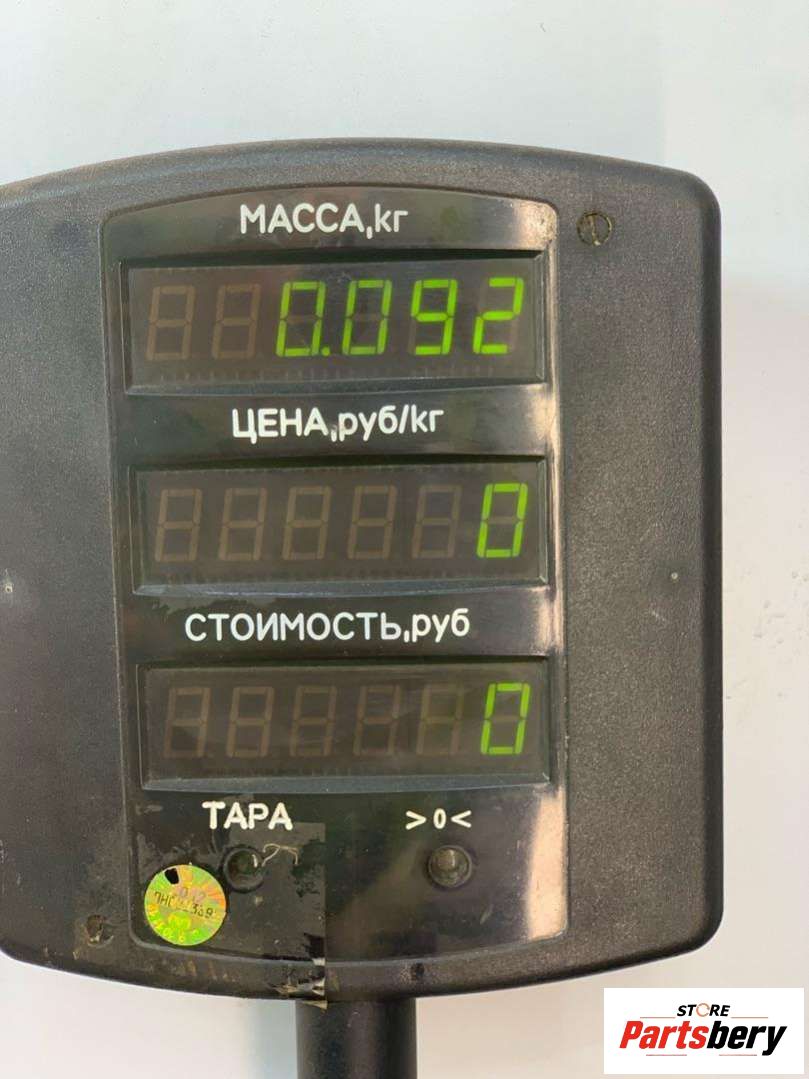 МАССА,кг
0.092
ЦЕНА,руб/кг
0
СТОИМОСТЬ,руб
0
ТАРА >0<
STORE
Partsbery